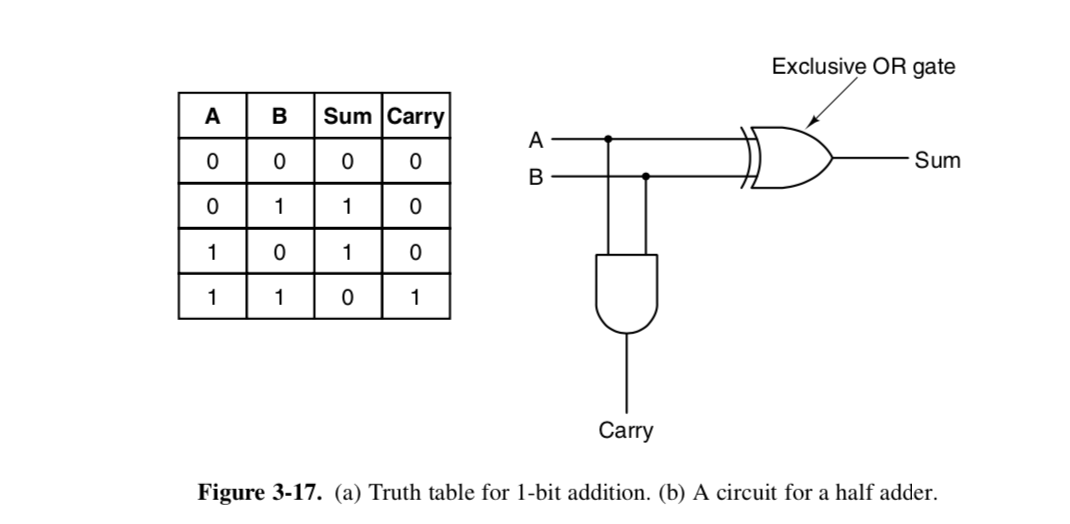 Exclusive OR gate
A B Sum Carry
0 0 0 0
0 1 1 0
1 0 1 0
1 1 0 1
A
B
Sum
Carry
Figure 3-17. (a) Truth table for 1-bit addition. (b) A circuit for a half adder.